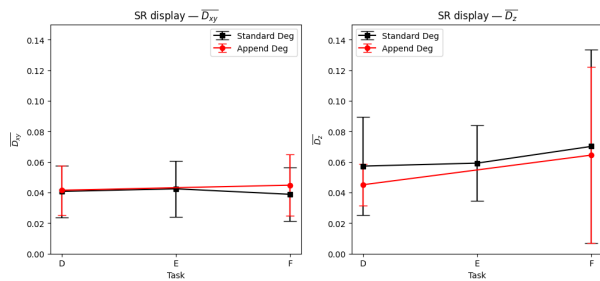 SR display — D̅x̅y̅
Standard Deg
Append Deg
0.14
0.12
0.10
0.08
0.06
0.04
0.02
0.00
D̅x̅y̅
D
E
F
Task
SR display — D̅z̅
Standard Deg
Append Deg
0.14
0.12
0.10
0.08
0.06
0.04
0.02
0.00
D̅z̅
D
E
F
Task